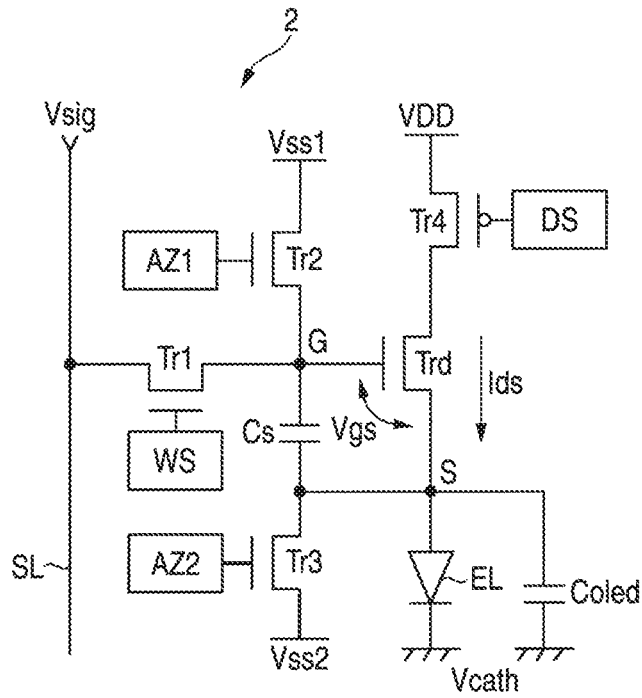 2
Vsig
Vss1
VDD
AZ1
Tr2
Tr4
DS
G
Tr1
Trd
Ids
WS
Cs
Vgs
S
SL
AZ2
Tr3
EL
Coled
Vss2
Vcath